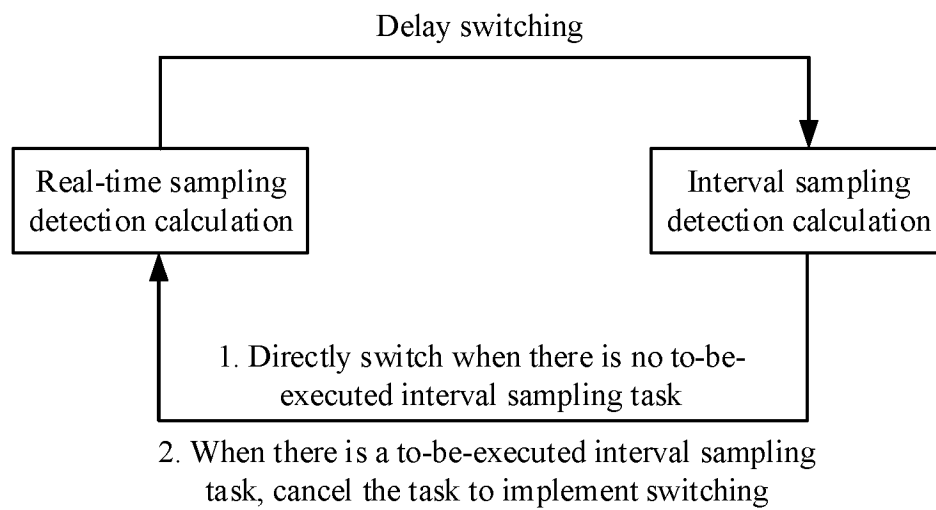 Delay switching
Real-time sampling
detection calculation
Interval sampling
detection calculation
1. Directly switch when there is no to-be-
executed interval sampling task
2. When there is a to-be-executed interval sampling
task, cancel the task to implement switching